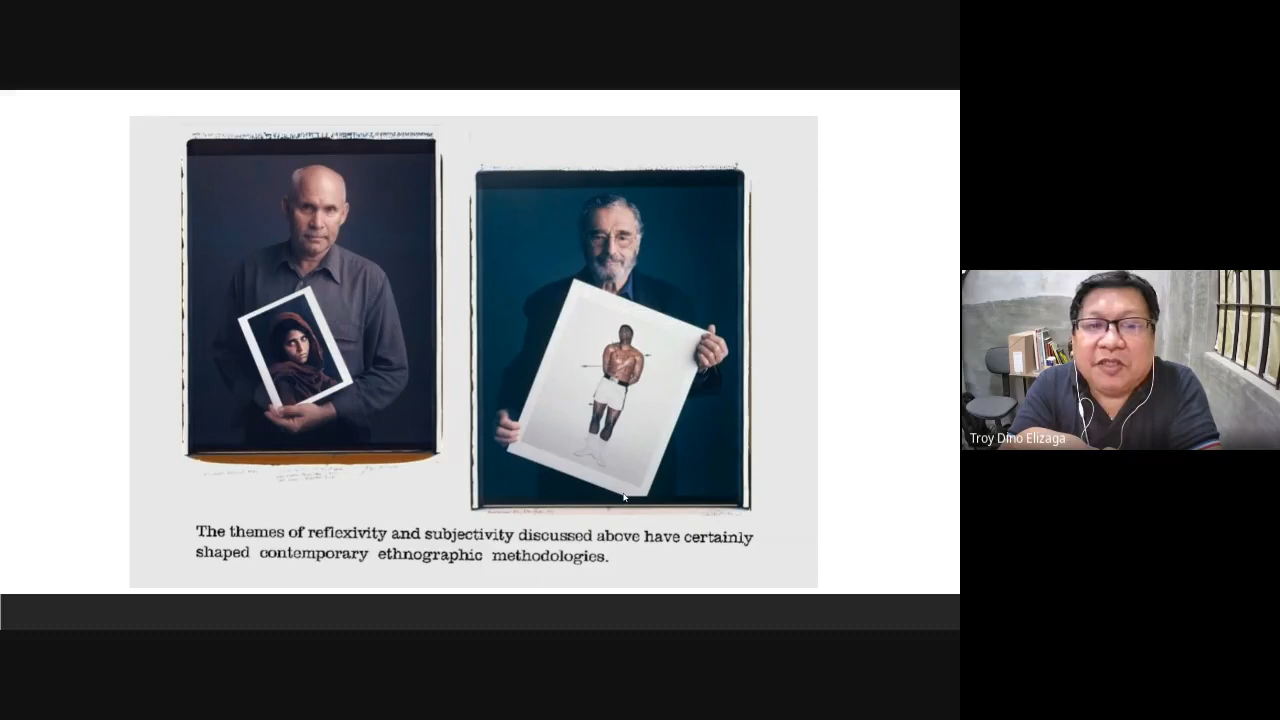 The themes of reflexivity and subjectivity discussed above have certainly
shaped contemporary ethnographic methodologies.
Troy Dino Elizaga